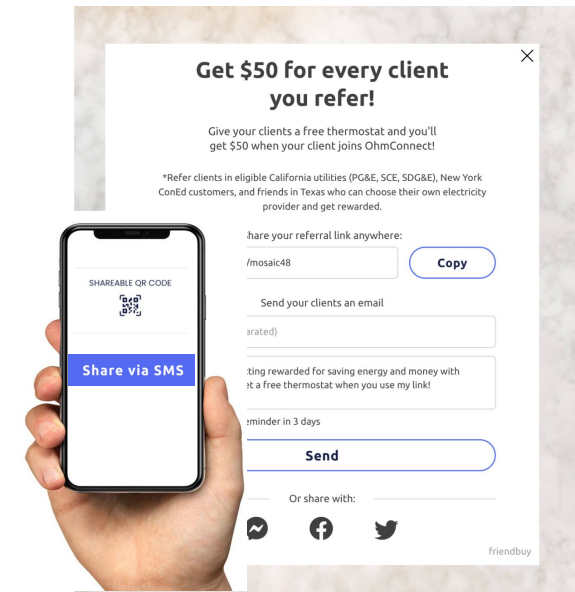 Get $50 for every client
you refer!
Give your clients a free thermostat and you'll
get $50 when your client joins OhmConnect!
*Refer clients in eligible California utilities (PG&E, SCE, SDG&E), New York
ConEd customers, and friends in Texas who can choose their own electricity
provider and get rewarded.
hare your referral link anywhere:
/mosaic48
Copy
Send your clients an email
arated)
ting rewarded for saving energy and money with
et a free thermostat when you use my link!
eminder in 3 days
Send
Or share with:
friendbuy
SHAREABLE QR CODE
Share via SMS